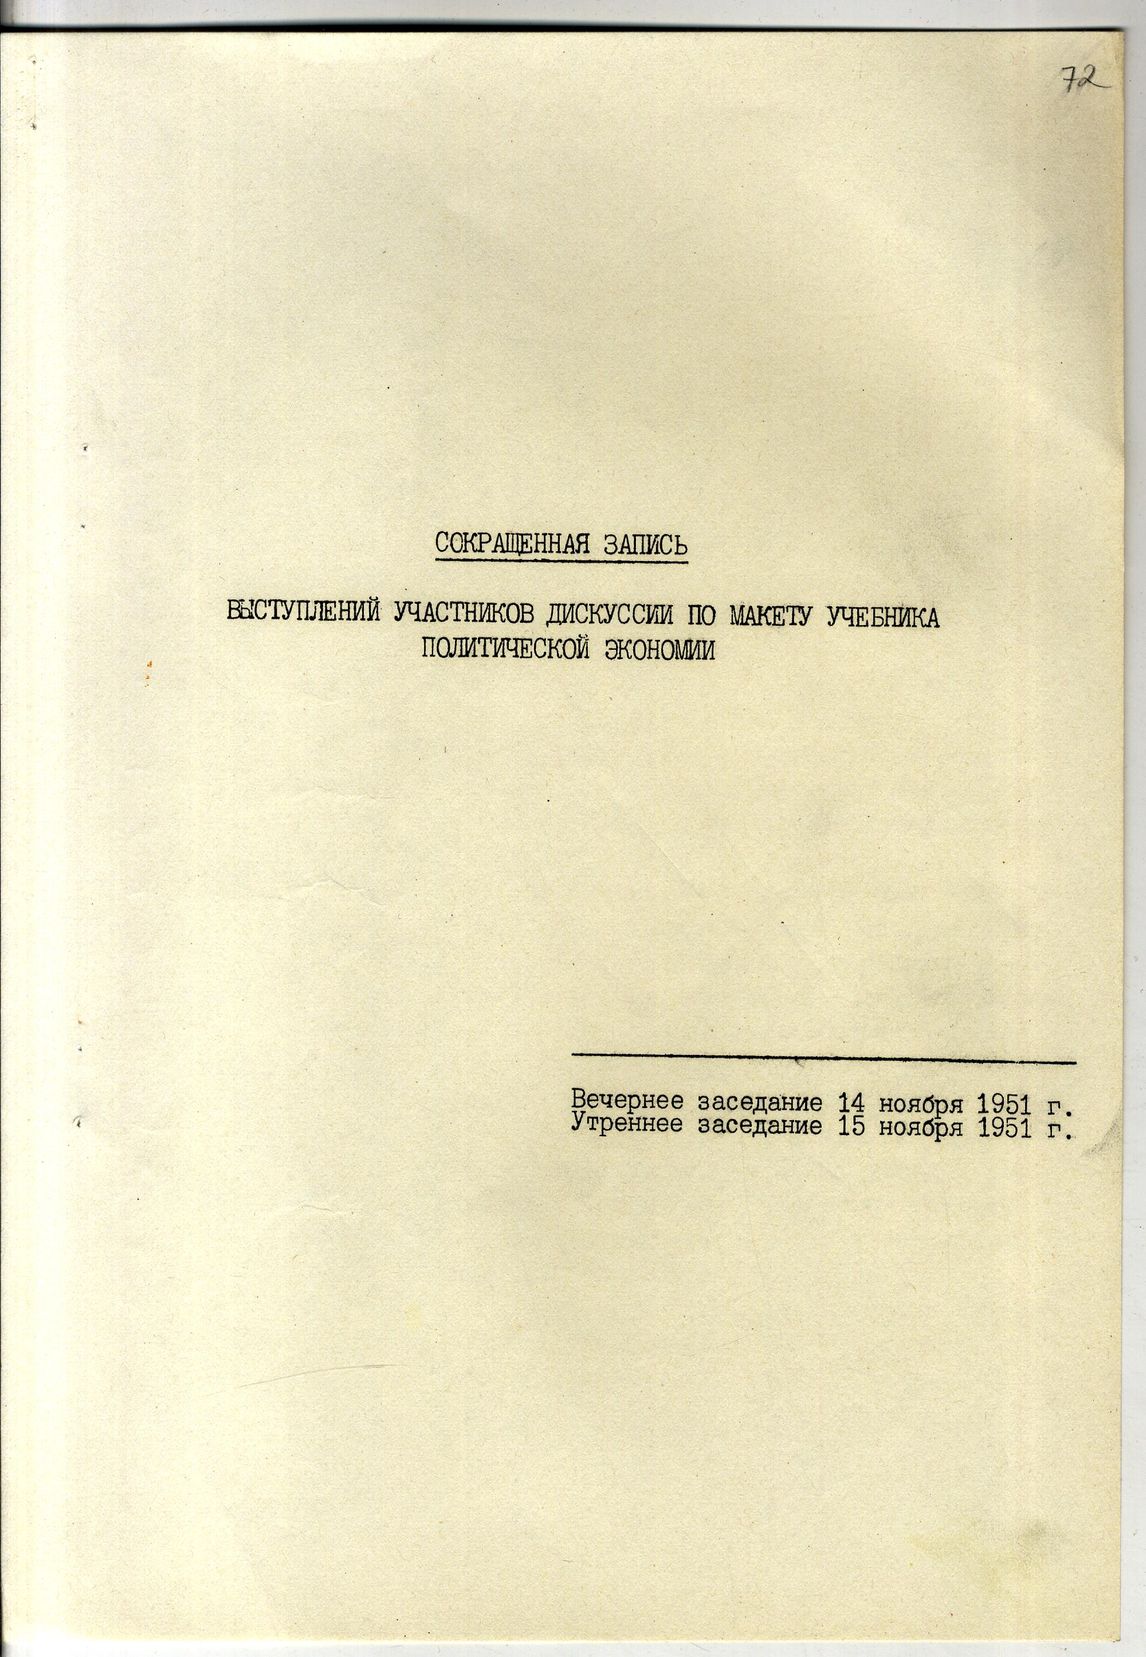 72
СОКРАЩЕННАЯ ЗАПИСЬ
ВЫСТУПЛЕНИЙ УЧАСТНИКОВ ДИСКУССИИ ПО МАКЕТУ УЧЕБНИКА
ПОЛИТИЧЕСКОЙ ЭКОНОМИИ
Вечернее заседание 14 ноября 1951 г.
Утреннее заседание 15 ноября 1951 г.